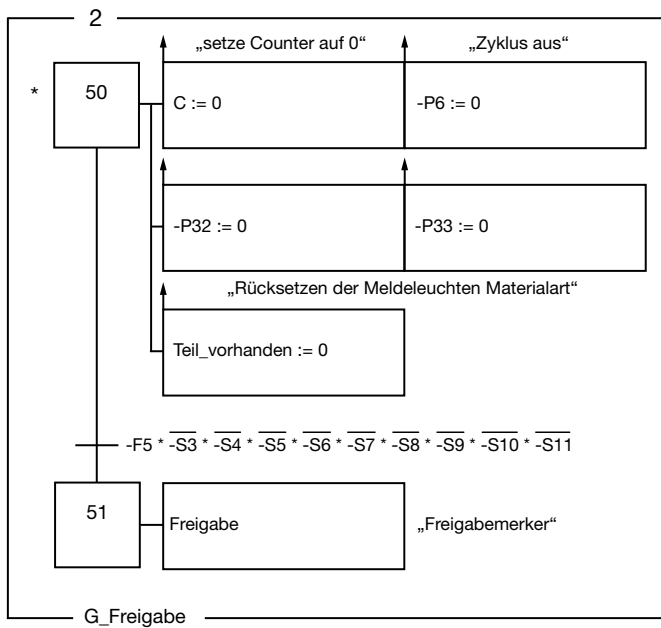 2
„setze Counter auf 0“ „Zyklus aus“
* 50
C := 0 -P6 := 0
-P32 := 0 -P33 := 0
„Rücksetzen der Meldeleuchten Materialart“
Teil_vorhanden := 0
-F5 * -S3 * -S4 * -S5 * -S6 * -S7 * -S8 * -S9 * -S10 * -S11
51 Freigabe „Freigabemerker“
G_Freigabe